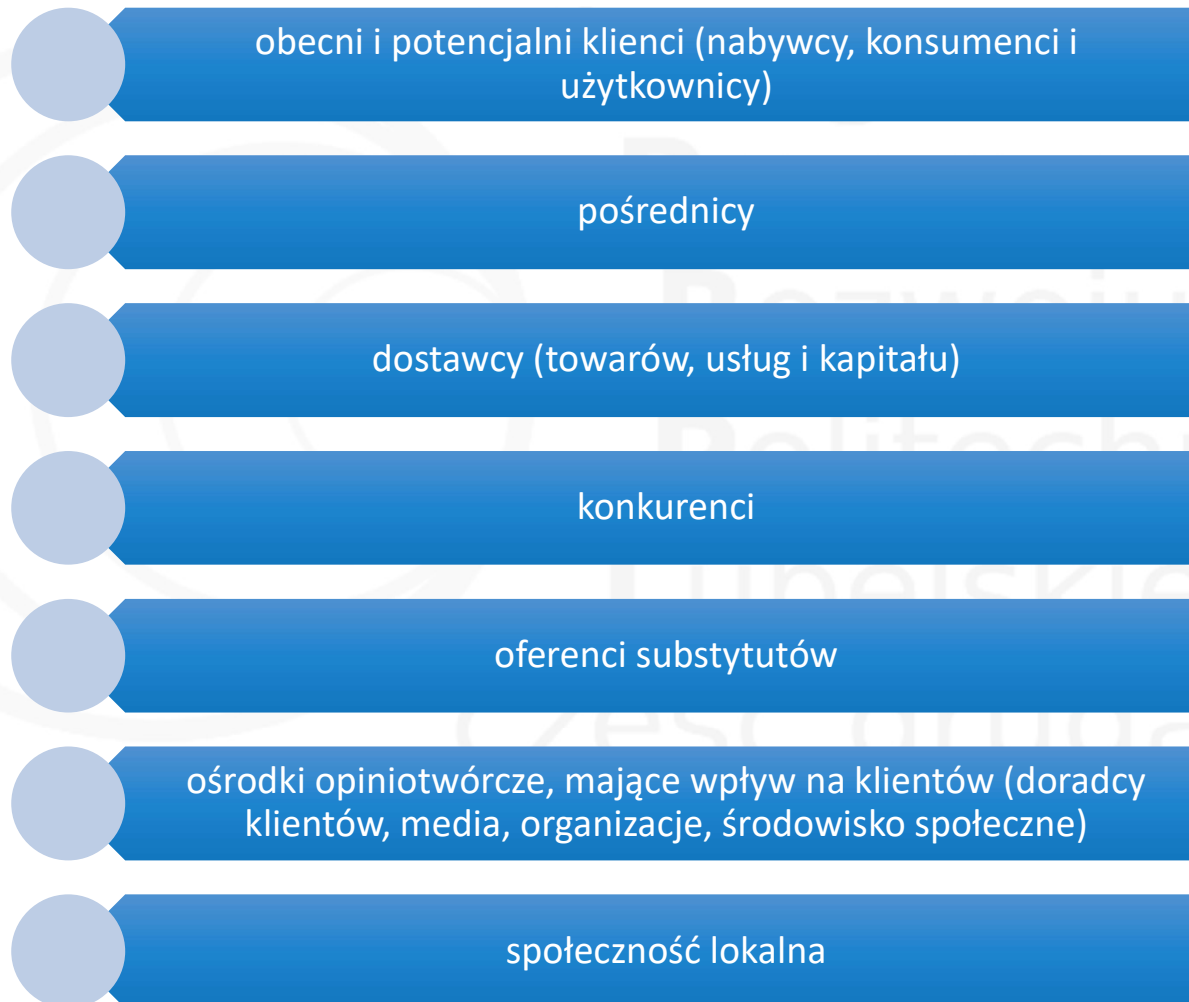 obecni i potencjalni klienci (nabywcy, konsumenci i
użytkownicy)
pośrednicy
dostawcy (towarów, usług i kapitału)
konkurenci
oferenci substytutów
ośrodki opiniotwórcze, mające wpływ na klientów (doradcy
klientów, media, organizacje, środowisko społeczne)
społeczność lokalna